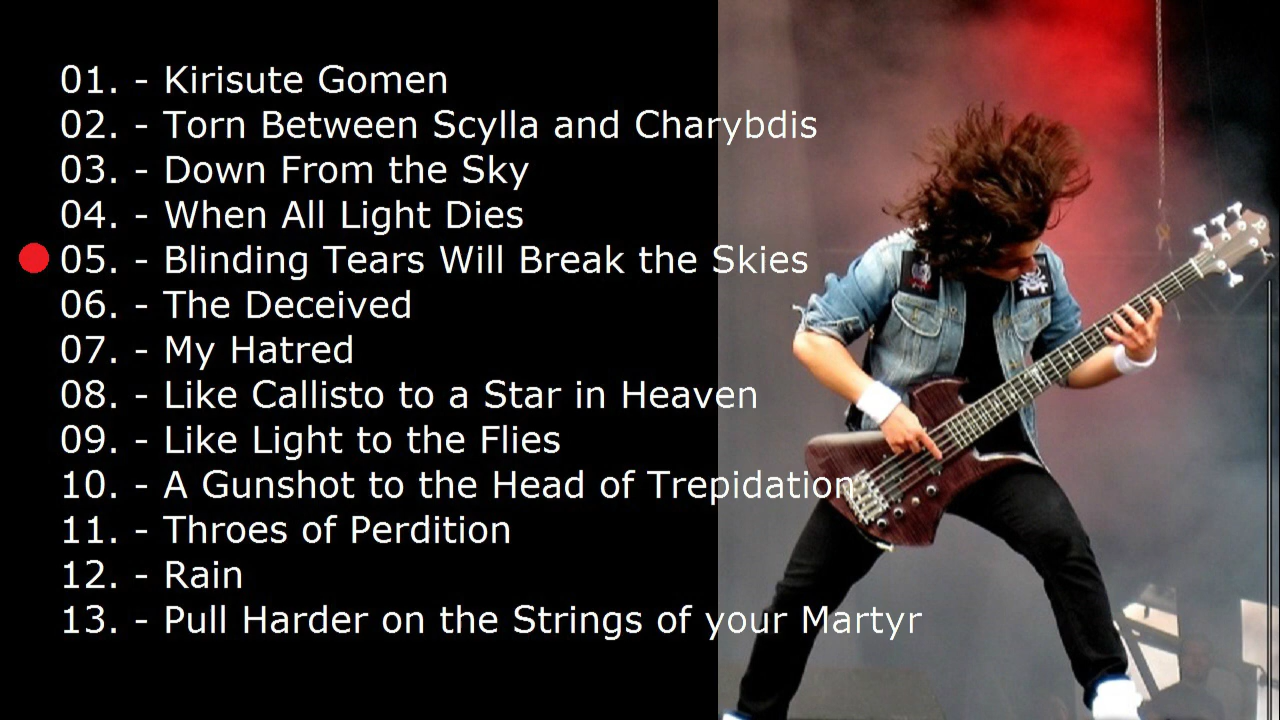 01. - Kirisute Gomen
02. - Torn Between Scylla and Charybdis
03. - Down From the Sky
04. - When All Light Dies
05. - Blinding Tears Will Break the Skies
06. - The Deceived
07. - My Hatred
08. - Like Callisto to a Star in Heaven
09. - Like Light to the Flies
10. - A Gunshot to the Head of Trepidation
11. - Throes of Perdition
12. - Rain
13. - Pull Harder on the Strings of your Martyr